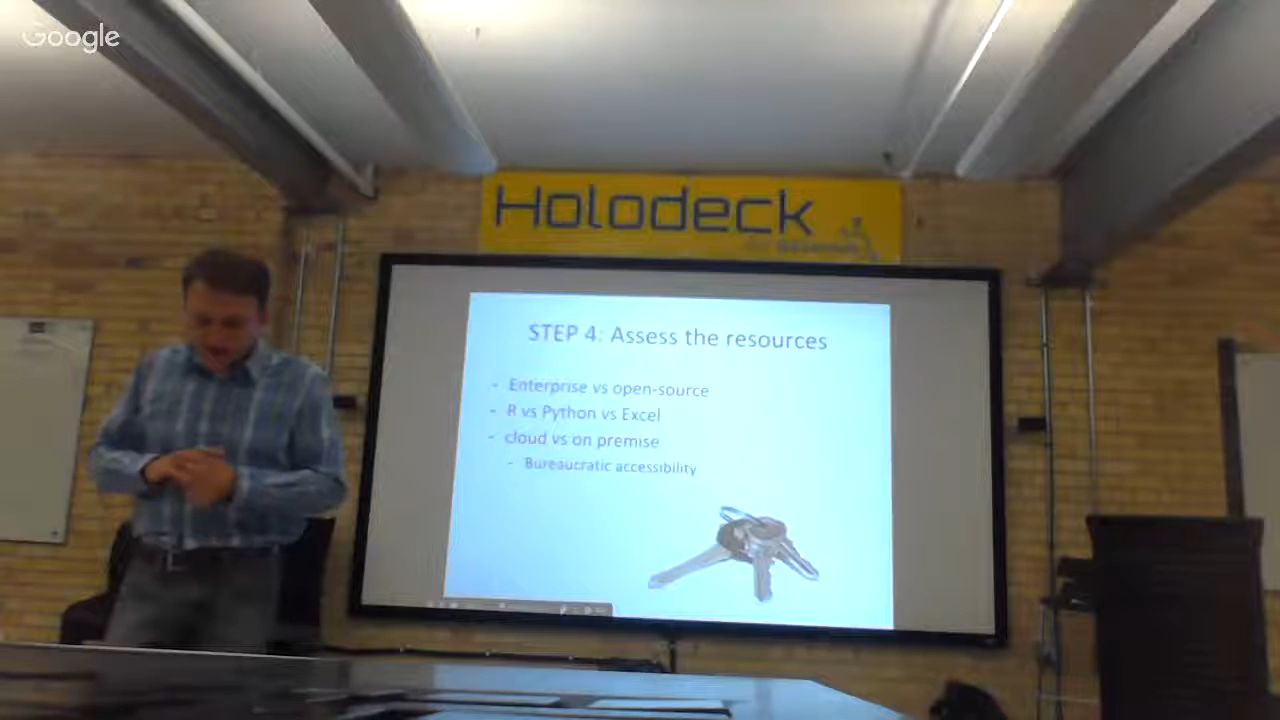 Google
Holodeck
STEP 4: Assess the resources
- Enterprise vs open-source
- R vs Python vs Excel
- cloud vs on premise
- Bureaucratic accessibility